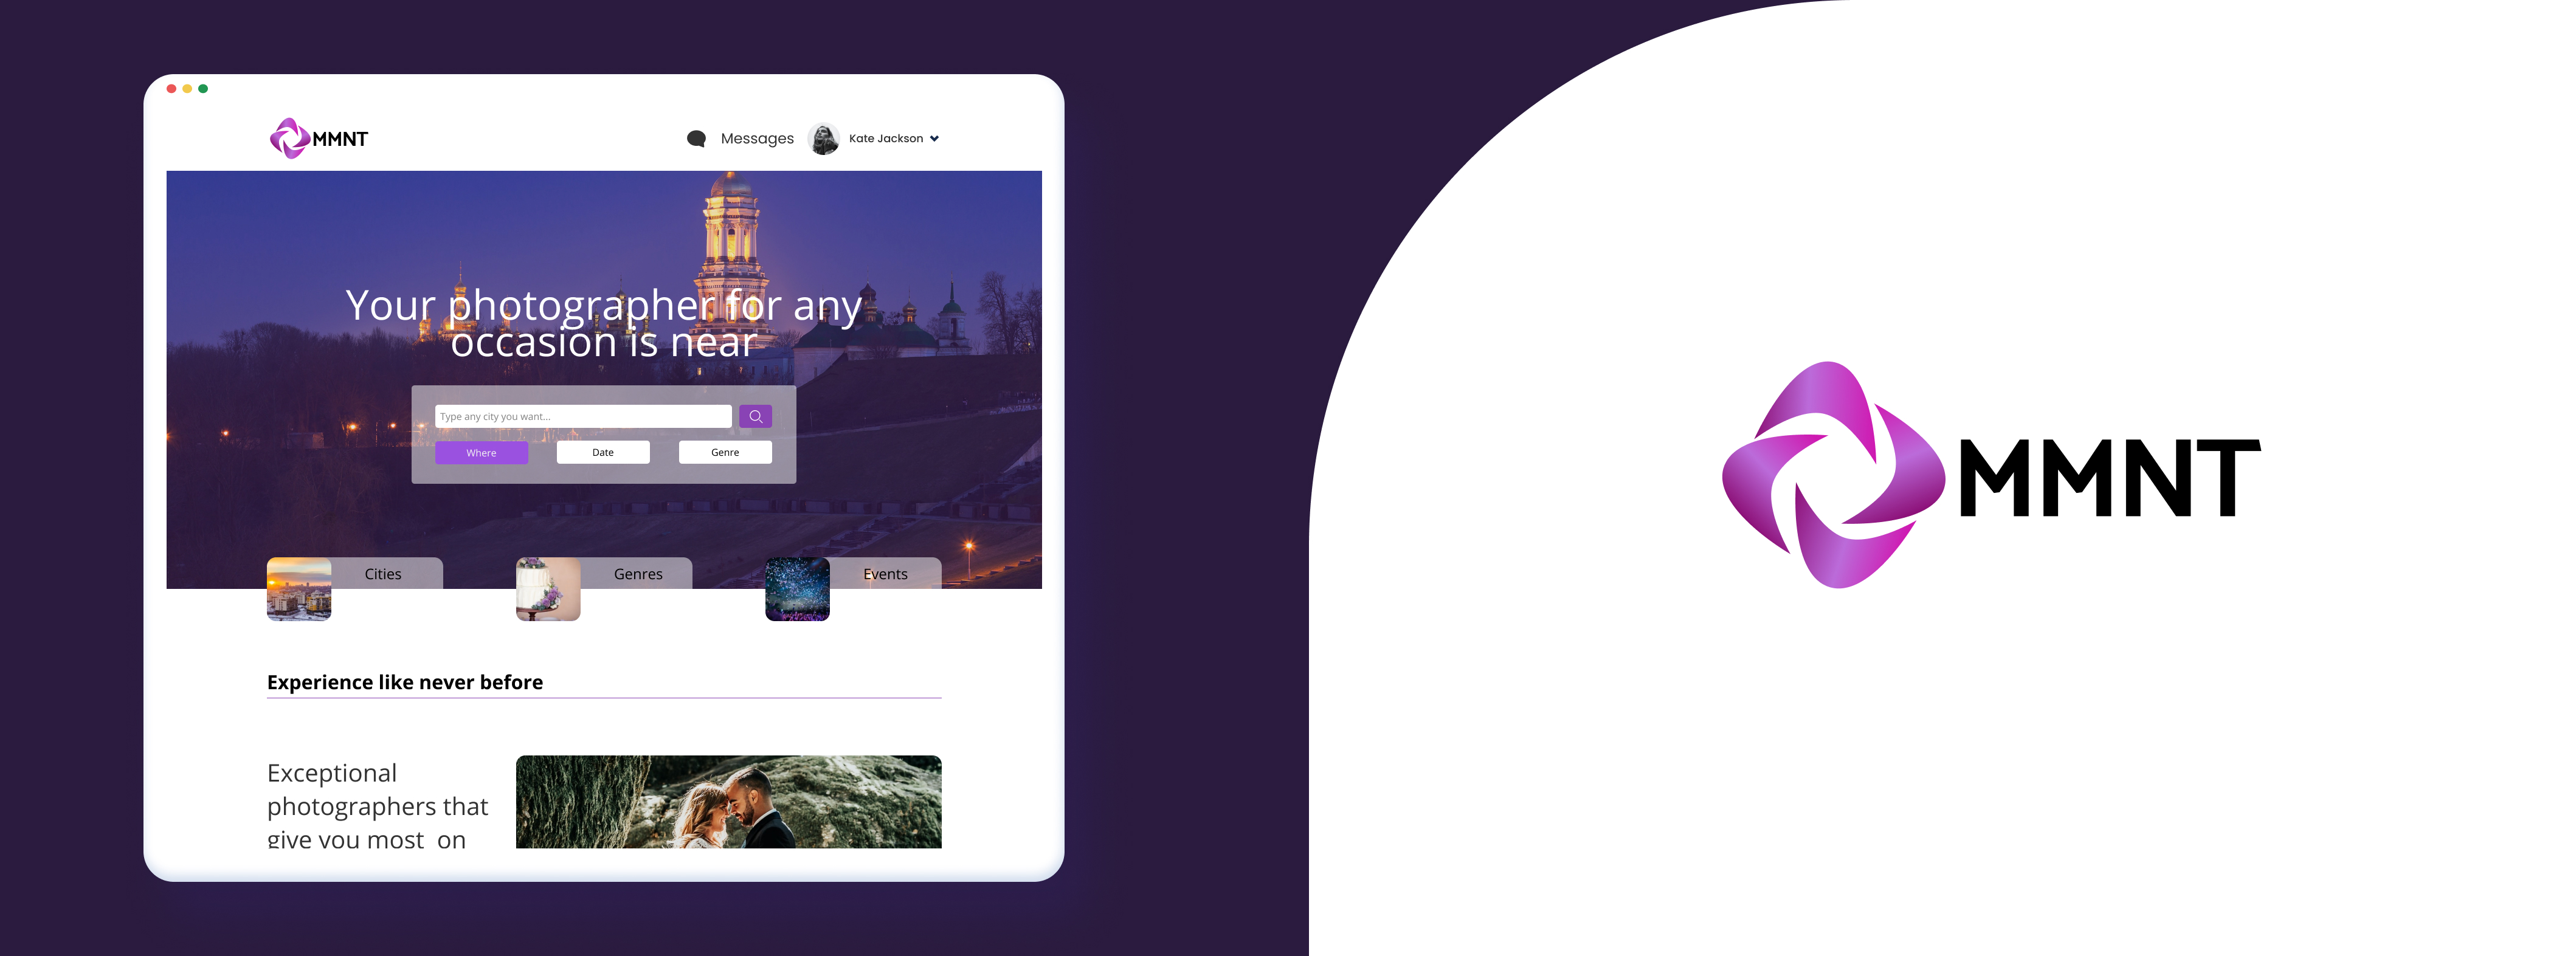 MMNT
Messages
Kate Jackson
Your photographer for any
occasion is near
Type any city you want...
Where
Date
Genre
Cities
Genres
Events
Experience like never before
Exceptional
photographers that
give you most  on
MMNT